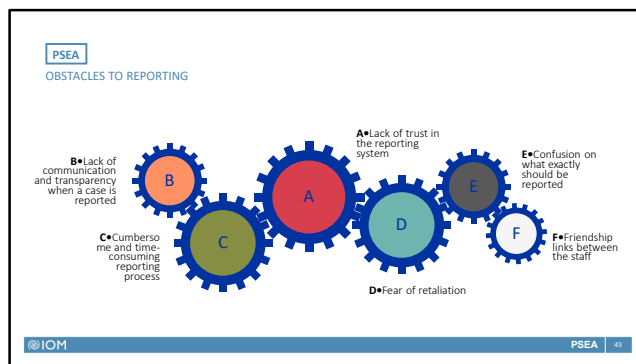 PSEA
OBSTACLES TO REPORTING
A•Lack of trust in
the reporting
system
B•Lack of
communication
and transparency
when a case is
reported
E•Confusion on
what exactly
should be
reported
B
A
E
D
C
F
C•Cumberso
me and time-
consuming
reporting
process
F•Friendship
links between
the staff
D•Fear of retaliation
IOM
PSEA
43